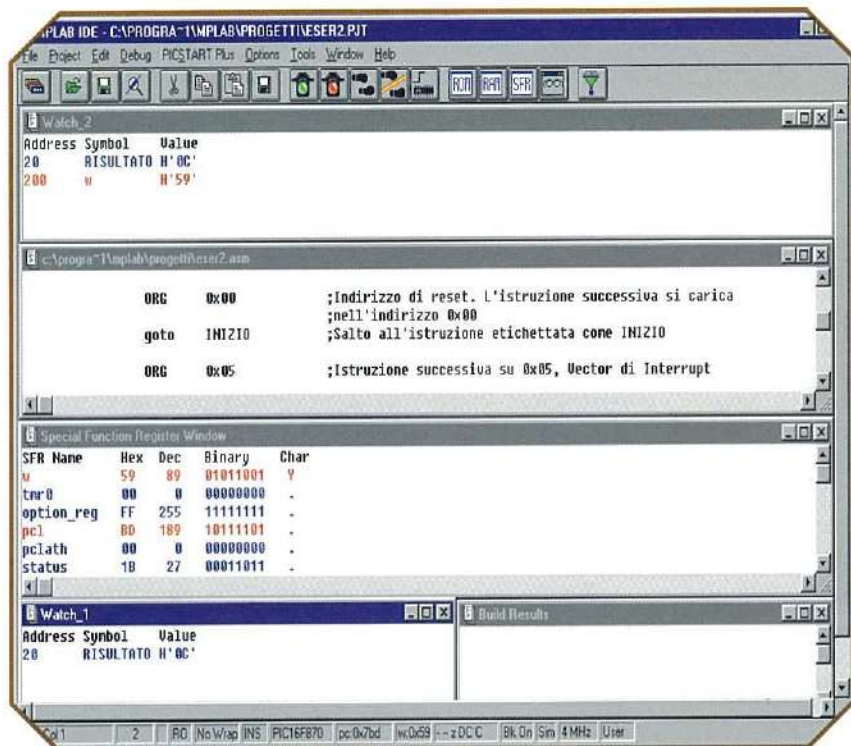 MPLAB IDE - C:\PROGRA~1\MPLAB\PROGETTI\ESER2.PJT
File Project Edit Debug PICSTART Plus Options Tools Window Help
ROM RAM SFR
Watch_2
Address Symbol Value
20 RISULTATO H'0C'
200 w H'59'
c:\progra~1\mplab\progetti\eser2.asm
ORG 0x00 ;Indirizzo di reset. L'istruzione successiva si carica
;nell'indirizzo 0x00
goto INIZIO ;Salto all'istruzione etichettata come INIZIO
ORG 0x05 ;Istruzione successiva su 0x05, Vector di Interrupt
Special Function Register Window
SFR Name Hex Dec Binary Char
w 59 89 01011001 Y
tmr0 00 0 00000000 .
option_reg FF 255 11111111 .
pcl BD 189 10111101 .
pclath 00 0 00000000 .
status 1B 27 00011011 .
Watch_1
Address Symbol Value
20 RISULTATO H'0C'
Build Results
Col 1 2 RO No Wrap INS PIC16F870 pc:0x7bd w:0x59 - - z DC C Bk On Sim 4 MHz User